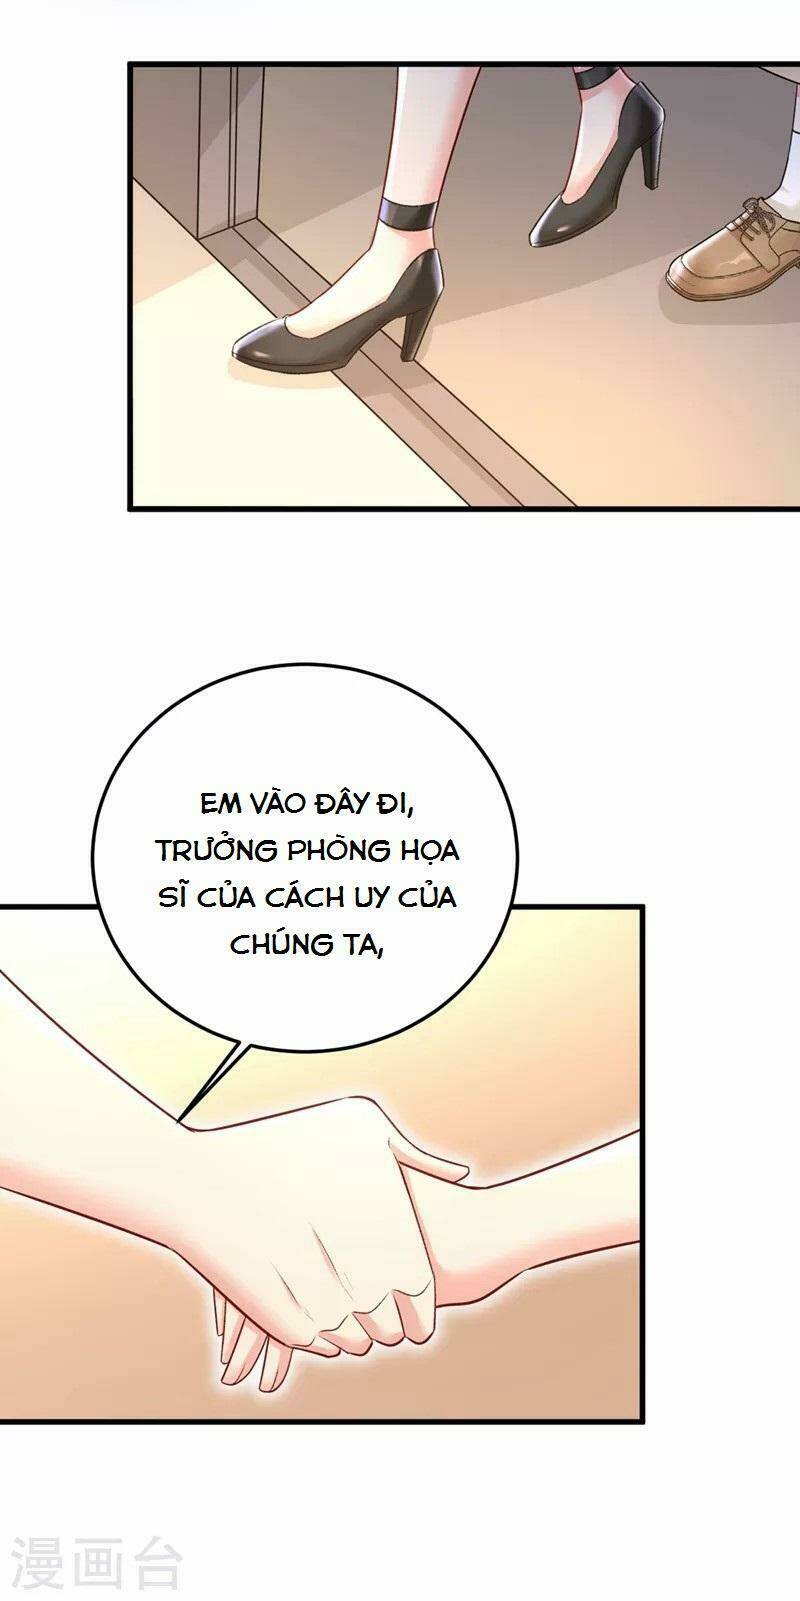 EM VÀO ĐÂY ĐI,
TRƯỞNG PHÒNG HỌA
SĨ CỦA CÁCH UY CỦA
CHÚNG TA,
漫画台